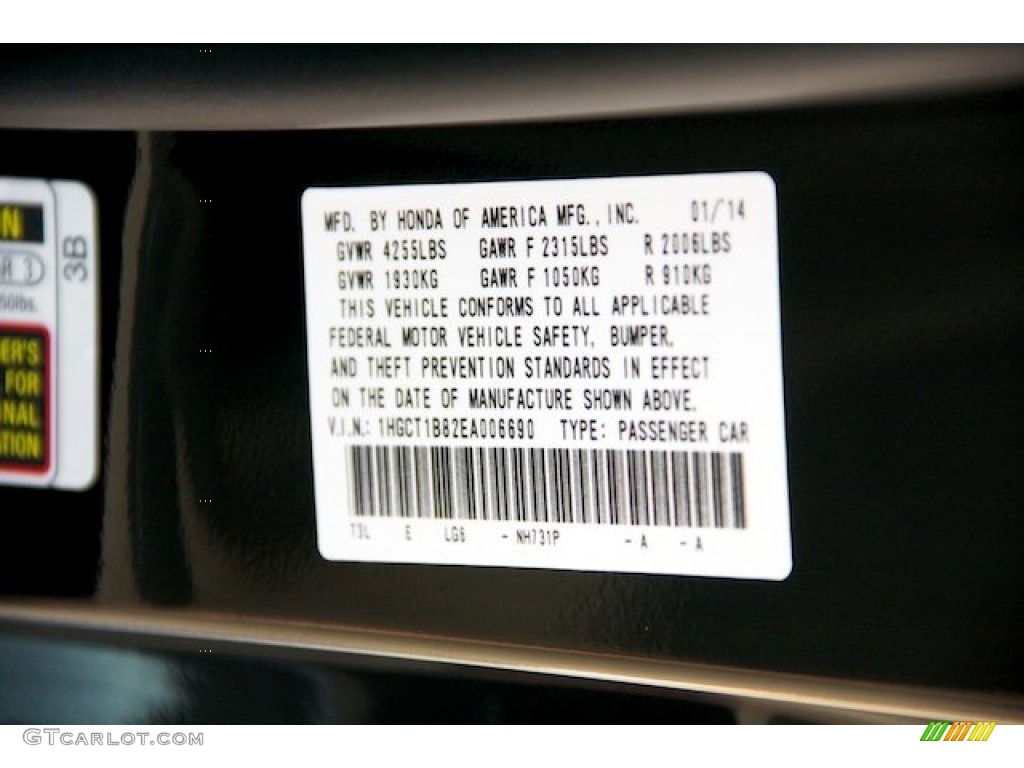 MFD. BY HONDA OF AMERICA MFG., INC. 01/14
GVWR 4255LBS GAWR F 2315LBS R 2006LBS
GVWR 1930KG GAWR F 1050KG R 910KG
THIS VEHICLE CONFORMS TO ALL APPLICABLE
FEDERAL MOTOR VEHICLE SAFETY, BUMPER,
AND THEFT PREVENTION STANDARDS IN EFFECT
ON THE DATE OF MANUFACTURE SHOWN ABOVE.
V.I.N.: 1HGCT1B82EA006690 TYPE: PASSENGER CAR
T3L E LG6 - NH731P - A - A
3B
FOR
GTCarlot.com